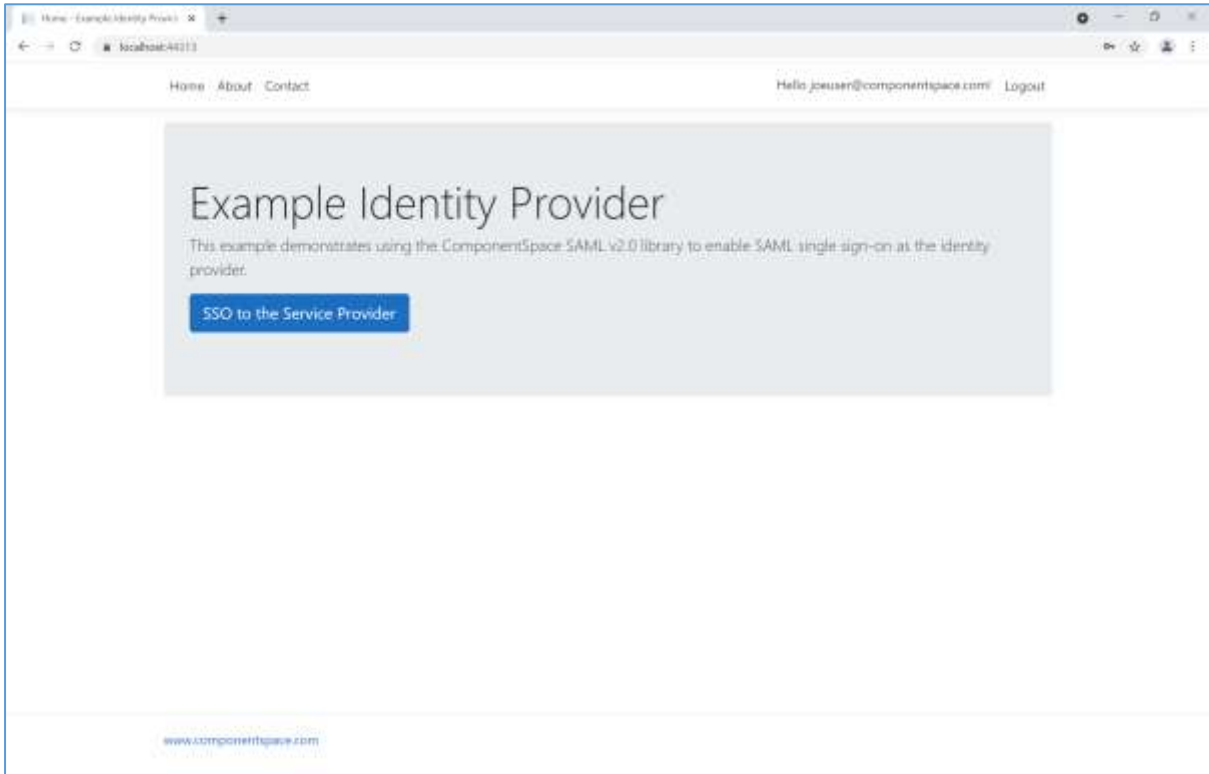 Home - Example Identity Provid
localhost:44313
Home About Contact
Hello joeuser@componentspace.com! Logout
Example Identity Provider
This example demonstrates using the ComponentSpace SAML v2.0 library to enable SAML single sign-on as the identity
provider.
SSO to the Service Provider
www.componentspace.com